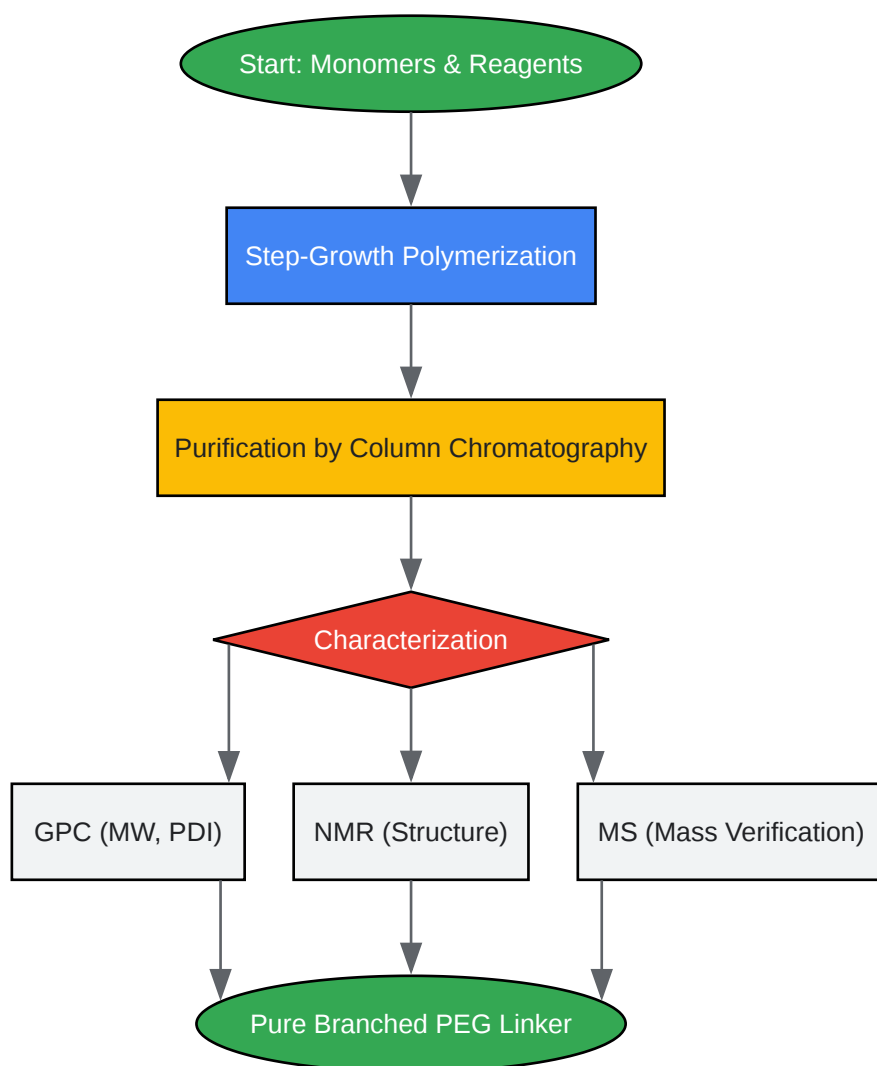 Start: Monomers & Reagents
Step-Growth Polymerization
Purification by Column Chromatography
Characterization
GPC (MW, PDI)
NMR (Structure)
MS (Mass Verification)
Pure Branched PEG Linker